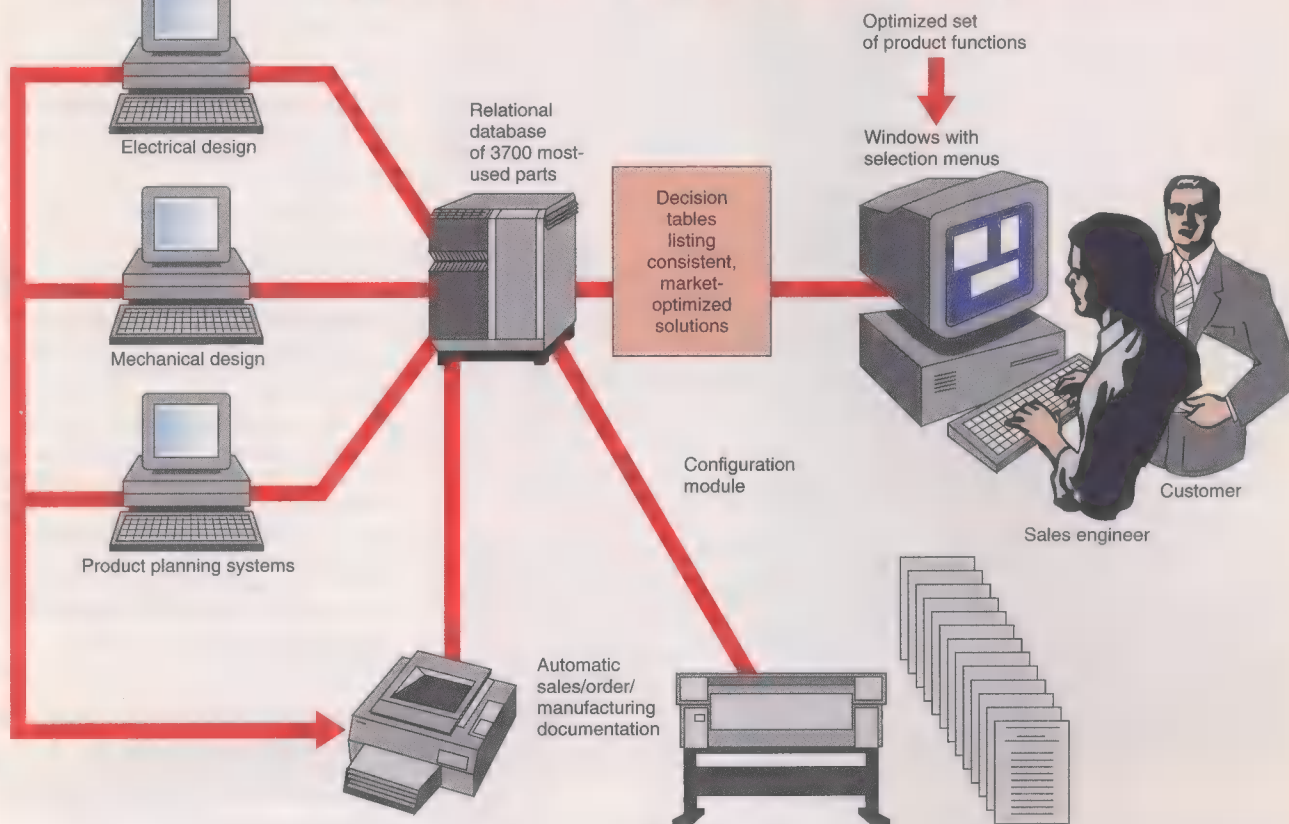 Optimized set
of product functions
Windows with
selection menus
Relational
database
of 3700 most-
used parts
Electrical design
Decision
tables
listing
consistent,
market-
optimized
solutions
Mechanical design
Configuration
module
Customer
Sales engineer
Product planning systems
Automatic
sales/order/
manufacturing
documentation